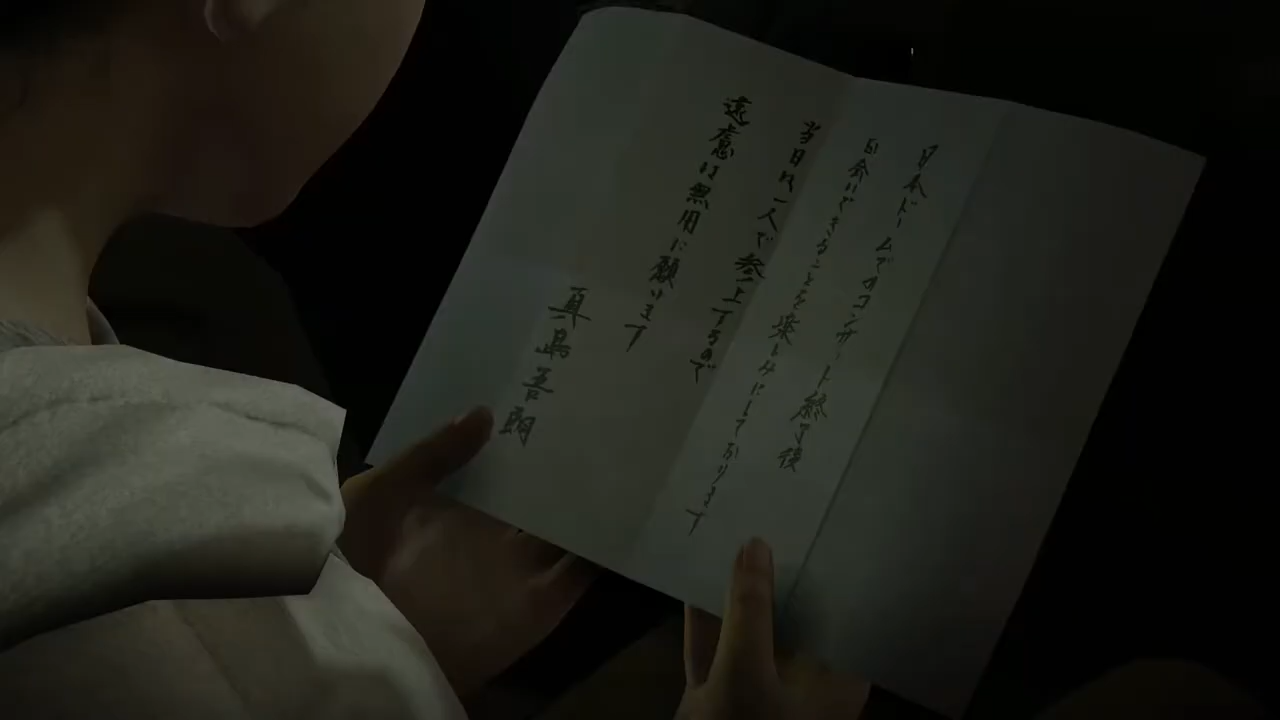 日本ドームでのコンサート終了後
お会いできることを楽しみにしております
当日は一人で参上するので
遠慮は無用に願います
真島吾朗